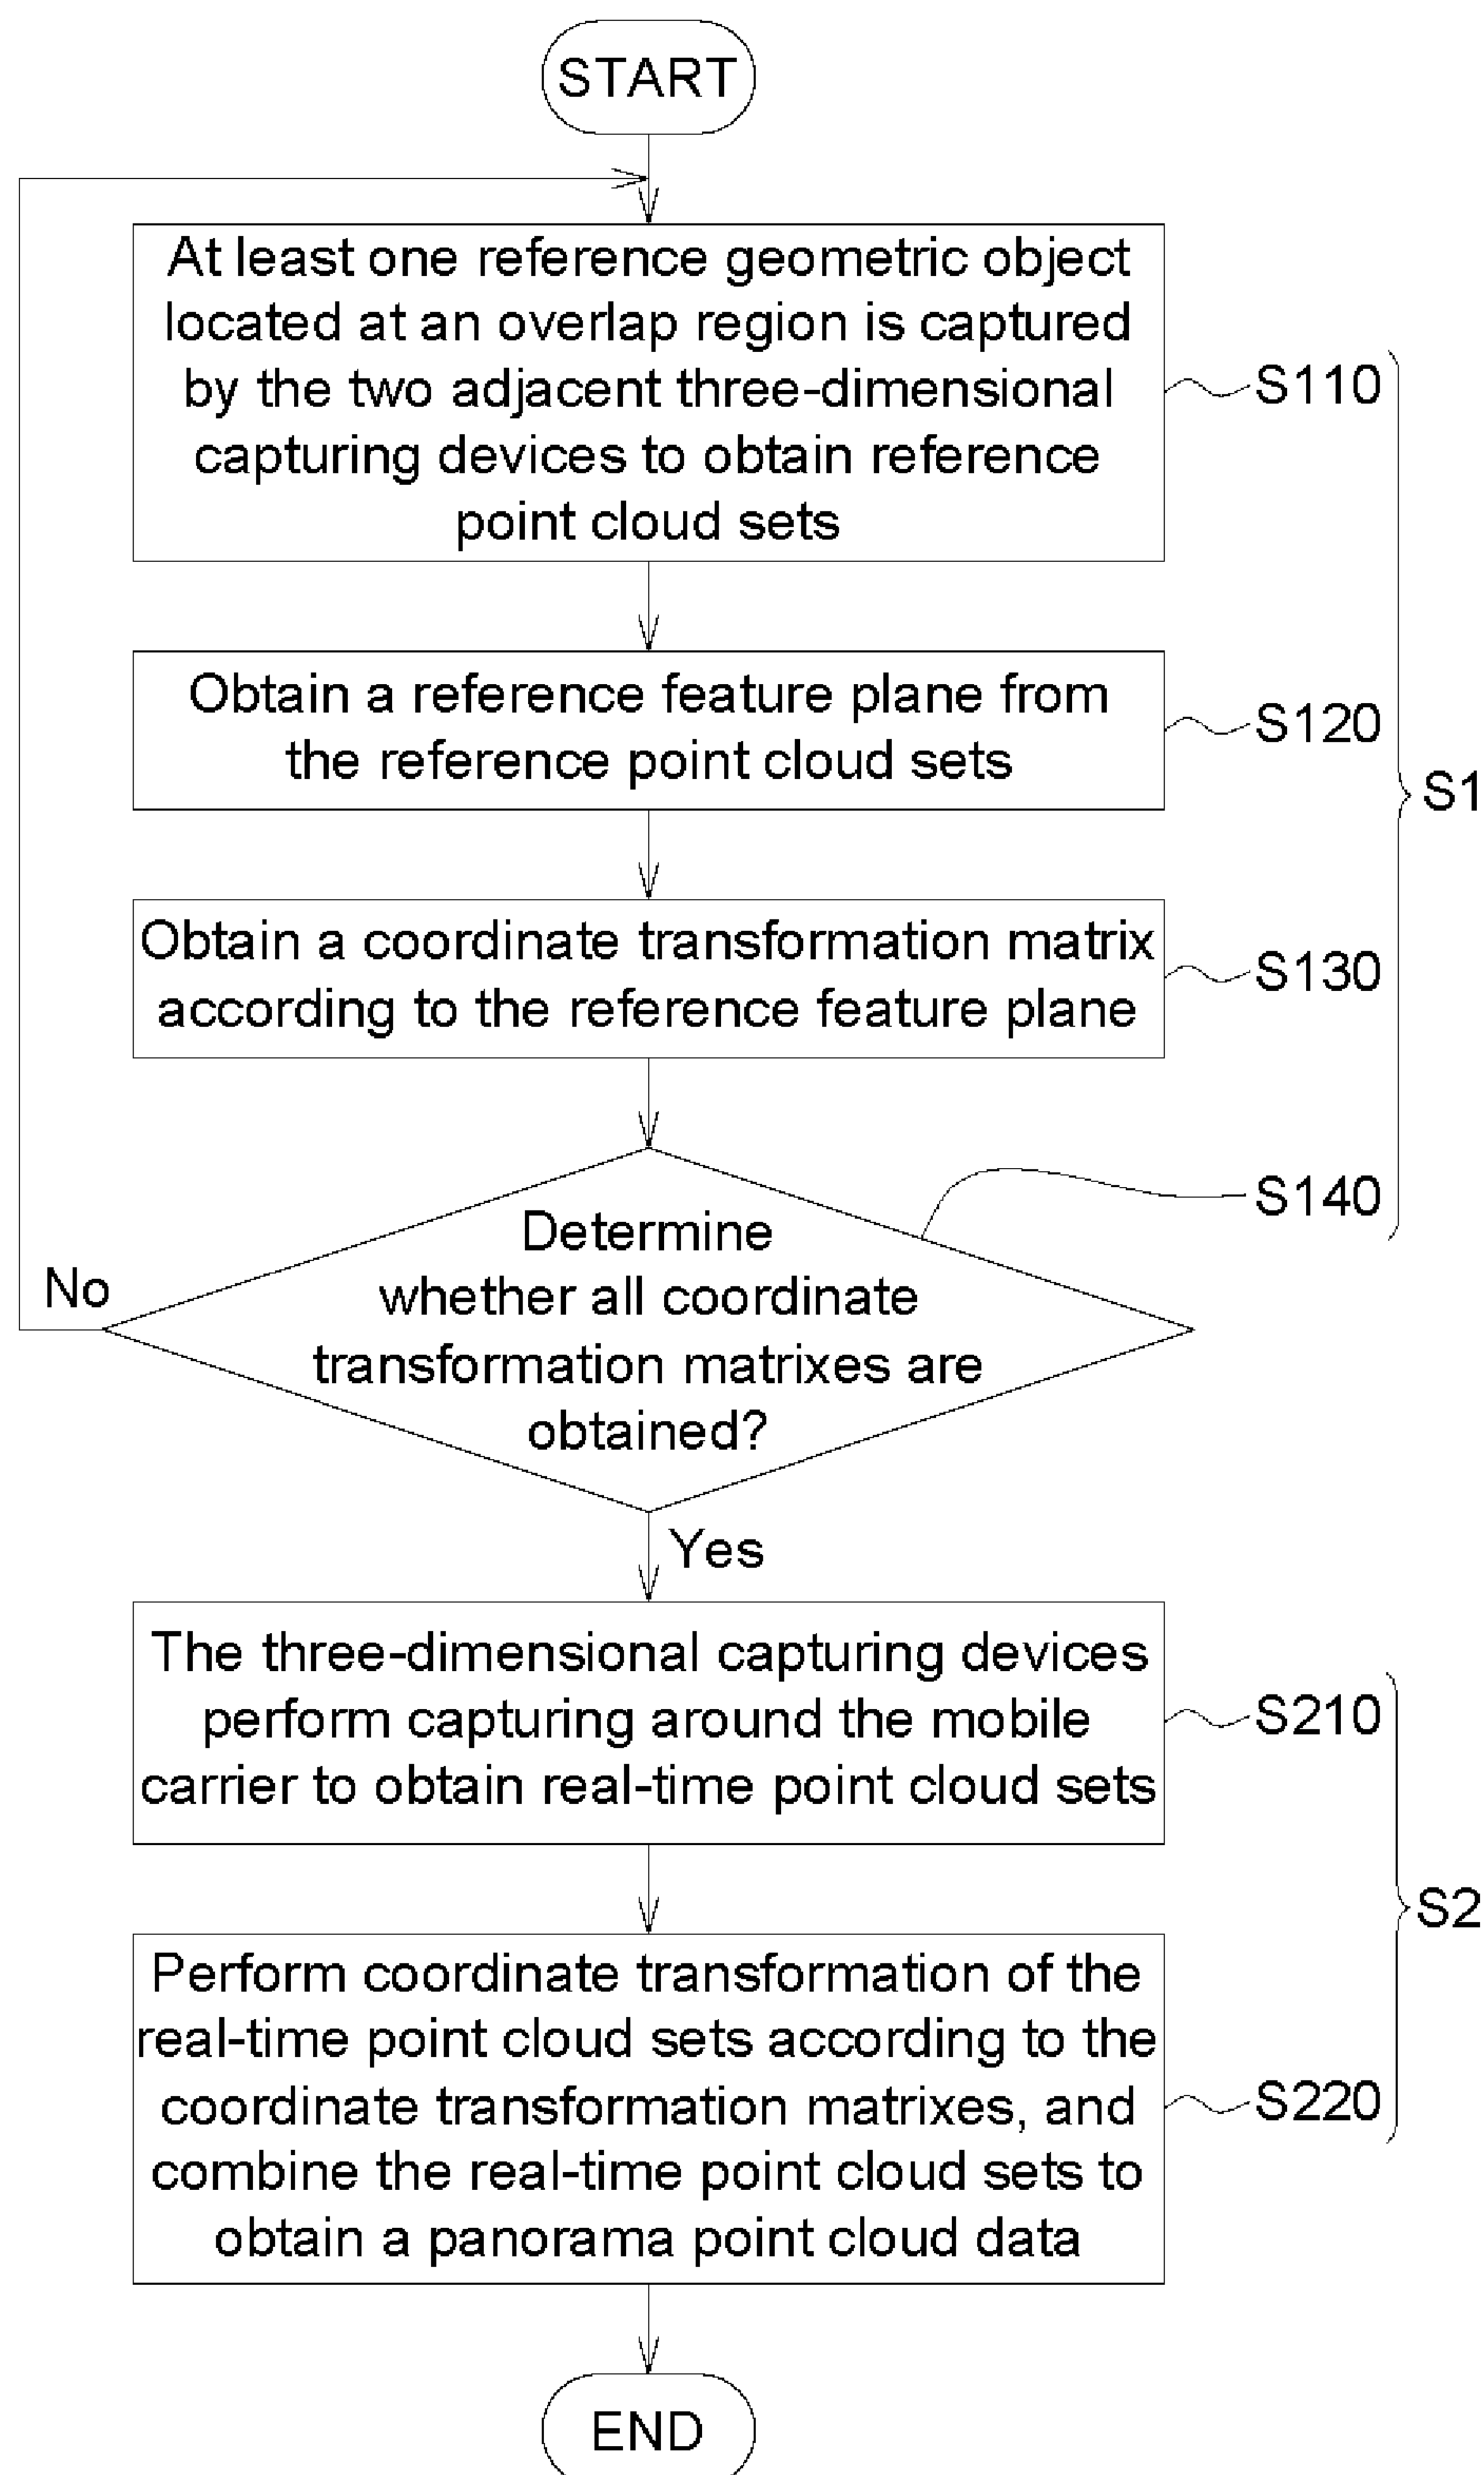 START
At least one reference geometric object
located at an overlap region is captured
by the two adjacent three-dimensional
capturing devices to obtain reference
point cloud sets
S110
Obtain a reference feature plane from
the reference point cloud sets
S120
S1
Obtain a coordinate transformation matrix
according to the reference feature plane
S130
Determine
whether all coordinate
transformation matrixes are
obtained?
S140
No
Yes
The three-dimensional capturing devices
perform capturing around the mobile
carrier to obtain real-time point cloud sets
S210
S2
Perform coordinate transformation of the
real-time point cloud sets according to the
coordinate transformation matrixes, and
combine the real-time point cloud sets to
obtain a panorama point cloud data
S220
END